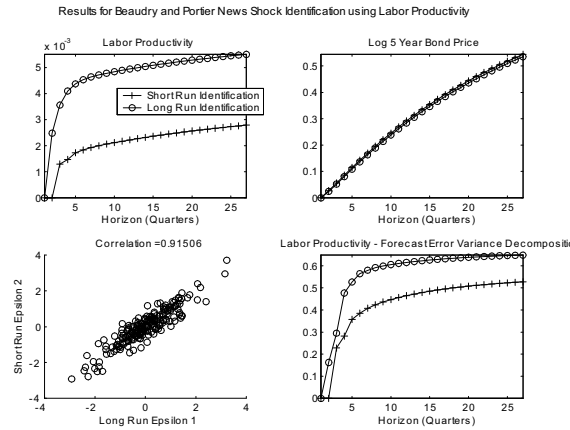 Results for Beaudry and Portier News Shock Identification using Labor Productivity
x 10^-3
Labor Productivity
5
4
3
2
1
0
5 10 15 20 25
Horizon (Quarters)
Short Run Identification
Long Run Identification
Log 5 Year Bond Price
0.5
0.4
0.3
0.2
0.1
0
5 10 15 20 25
Horizon (Quarters)
Correlation =0.91506
Short Run Epsilon 2
4
2
0
-2
-4
-4 -2 0 2 4
Long Run Epsilon 1
Labor Productivity - Forecast Error Variance Decompositi
0.6
0.5
0.4
0.3
0.2
0.1
0
5 10 15 20 25
Horizon (Quarters)